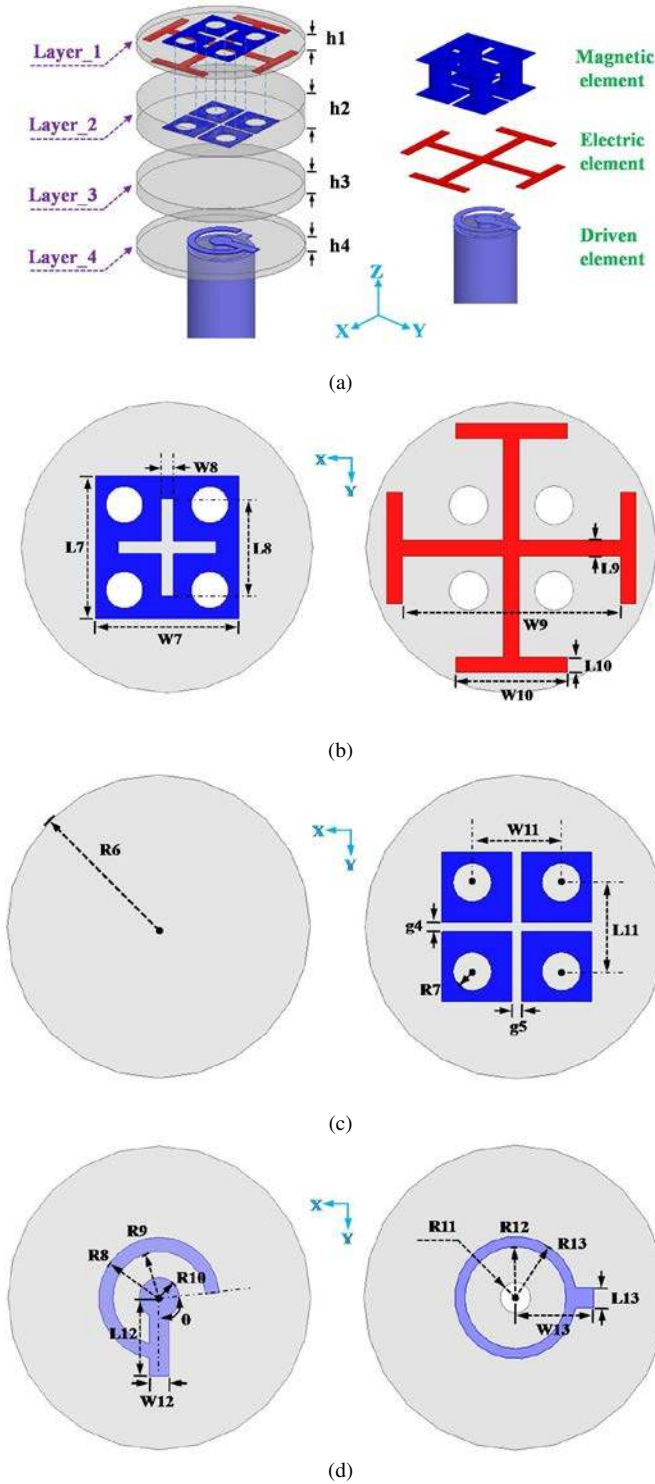 Layer_1
h1
Magnetic
element
Layer_2
h2
Electric
element
Layer_3
h3
Layer_4
h4
Driven
element
Z
X
Y
(a)
W8
X
Y
L7
L8
W7
L9
W9
L10
W10
(b)
R6
X
Y
W11
g4
L11
R7
g5
(c)
X
Y
R9
R8
R10
L12
θ
W12
R11
R12
R13
L13
W13
(d)